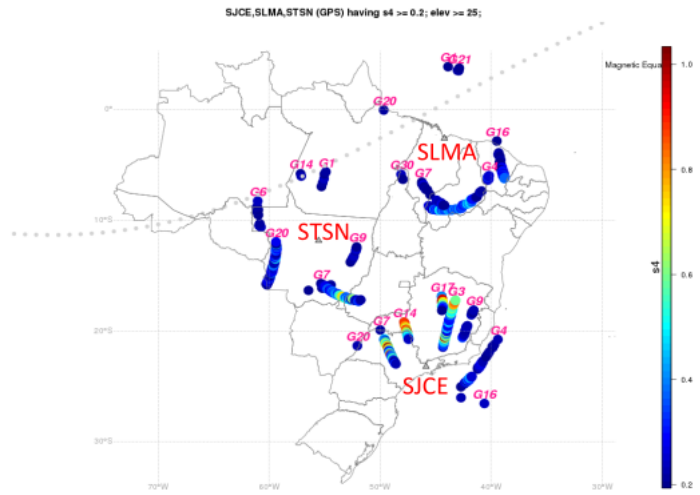 SJCE,SLMA,STSN (GPS) having s4 >= 0.2; elev >= 25;
G21
Magnetic Equa
1.0
0°
G20
G16
SLMA
G14
G1
G30
G7
G4
G6
0.8
10°S
STSN
G20
G9
s4
G7
0.6
G17
G3
G9
20°S
G7
G14
G4
G20
SJCE
0.4
G16
30°S
70°W
60°W
50°W
40°W
30°W
0.2